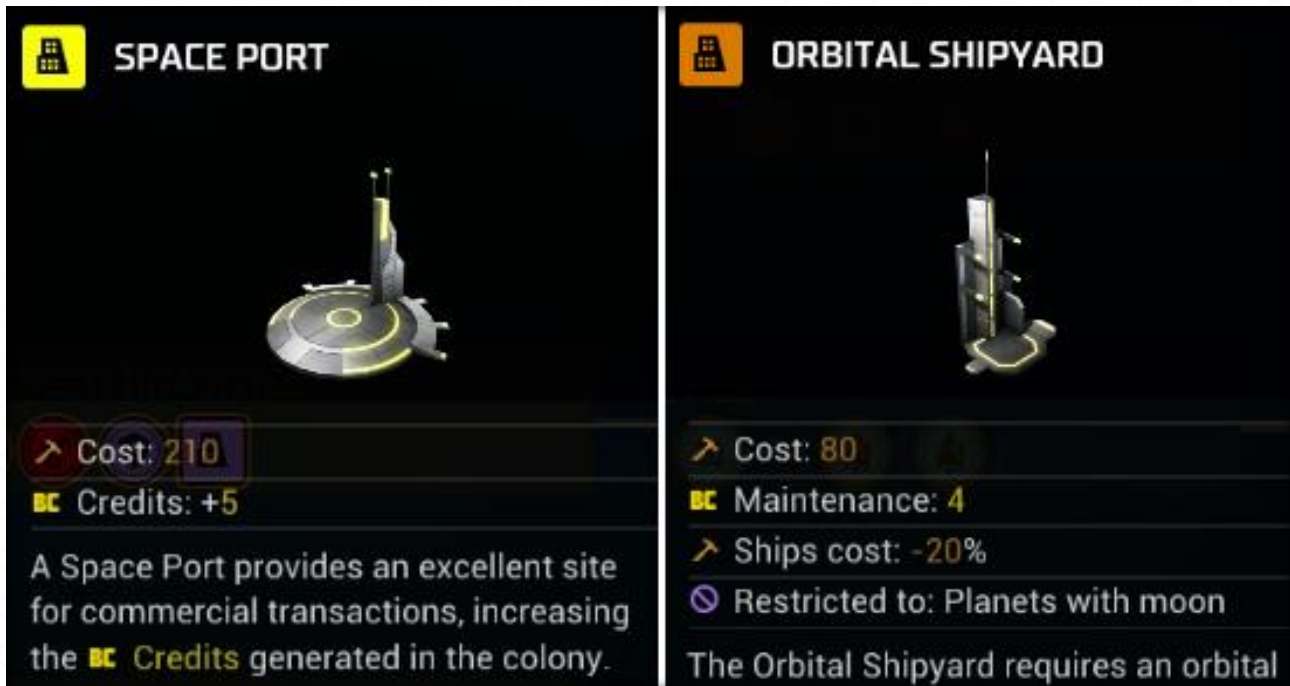 SPACE PORT
Cost: 210
BC Credits: +5
A Space Port provides an excellent site
for commercial transactions, increasing
the BC Credits generated in the colony.
ORBITAL SHIPYARD
Cost: 80
BC Maintenance: 4
Ships cost: -20%
Restricted to: Planets with moon
The Orbital Shipyard requires an orbital